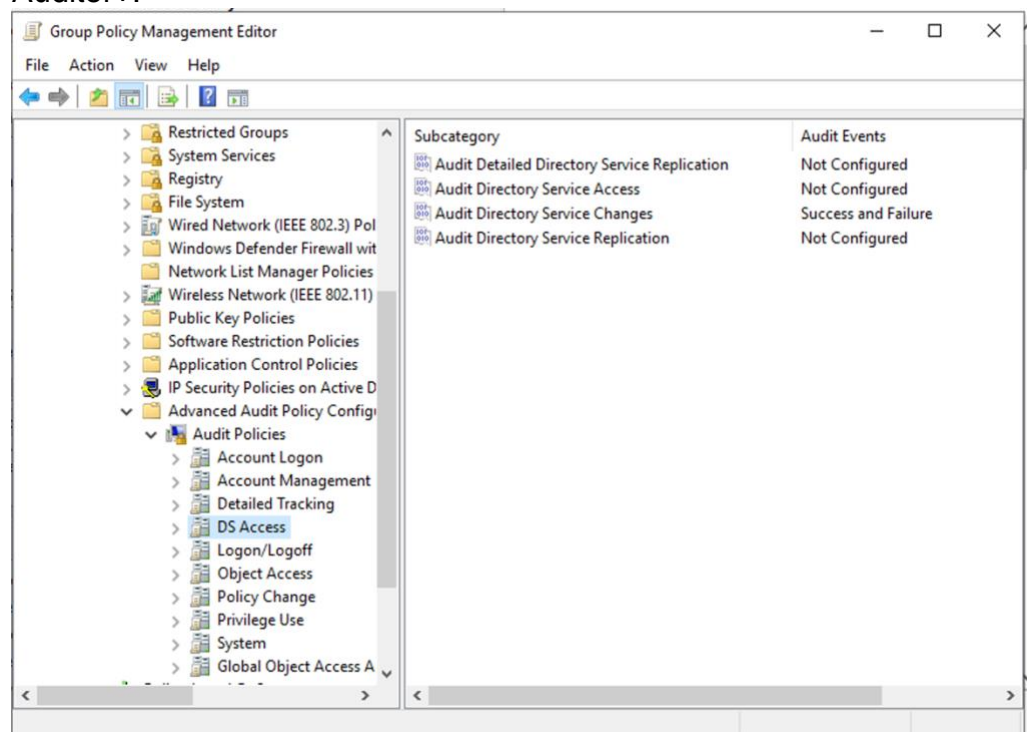 Group Policy Management Editor
File Action View Help
Restricted Groups
System Services
Registry
File System
Wired Network (IEEE 802.3) Pol
Windows Defender Firewall wit
Network List Manager Policies
Wireless Network (IEEE 802.11)
Public Key Policies
Software Restriction Policies
Application Control Policies
IP Security Policies on Active D
Advanced Audit Policy Config
Audit Policies
Account Logon
Account Management
Detailed Tracking
DS Access
Logon/Logoff
Object Access
Policy Change
Privilege Use
System
Global Object Access A
Subcategory Audit Events
Audit Detailed Directory Service Replication Not Configured
Audit Directory Service Access Not Configured
Audit Directory Service Changes Success and Failure
Audit Directory Service Replication Not Configured